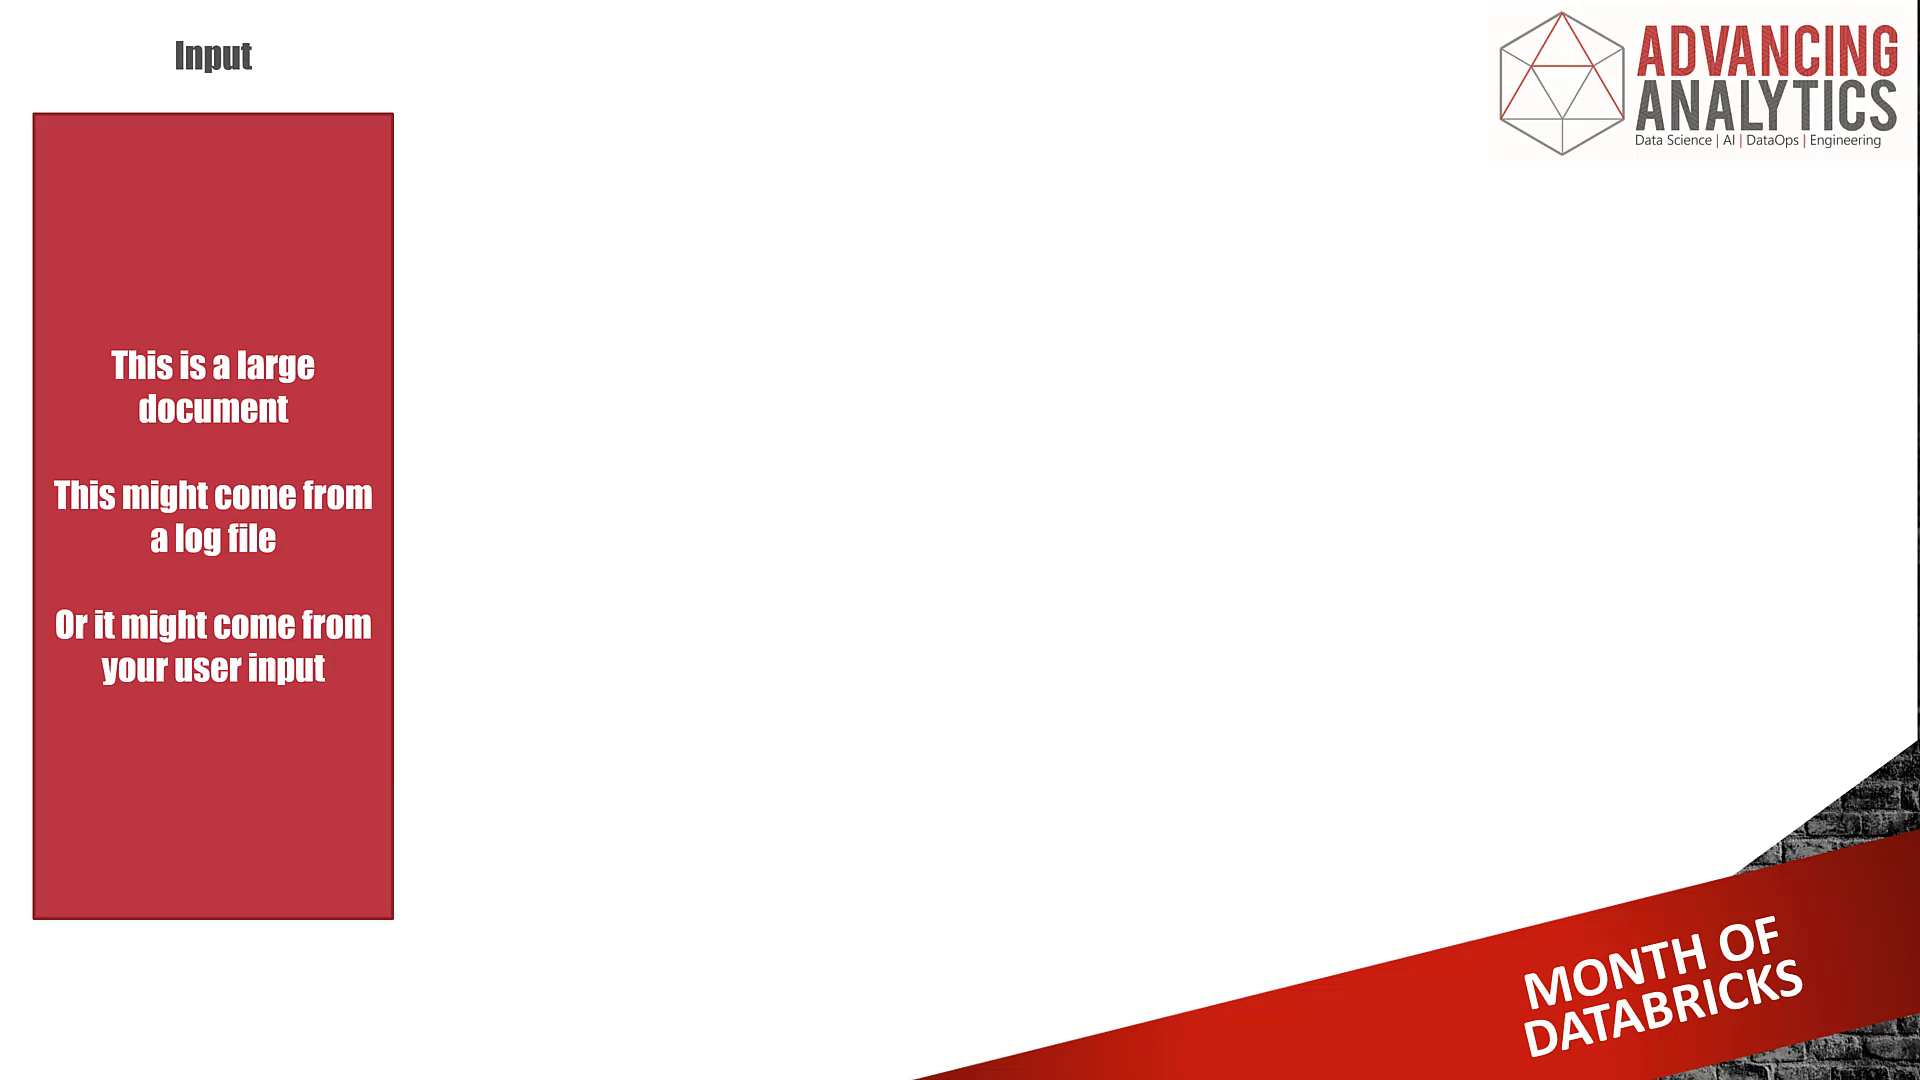 Input
ADVANCING
ANALYTICS
Data Science | AI | DataOps | Engineering
This is a large
document
This might come from
a log file
Or it might come from
your user input
MONTH OF
DATABRICKS